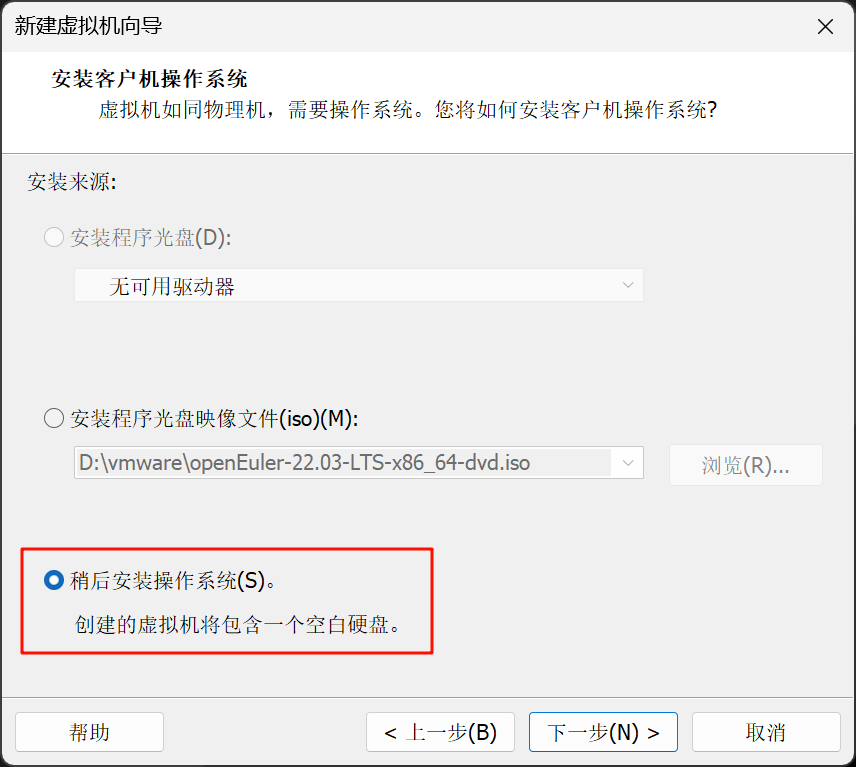 新建虚拟机向导
安装客户机操作系统
虚拟机如同物理机，需要操作系统。您将如何安装客户机操作系统?
安装来源:
安装程序光盘(D):
无可用驱动器
安装程序光盘映像文件(iso)(M):
D:\vmware\openEuler-22.03-LTS-x86_64-dvd.iso
浏览(R)...
稍后安装操作系统(S)。
创建的虚拟机将包含一个空白硬盘。
帮助
< 上一步(B)
下一步(N) >
取消